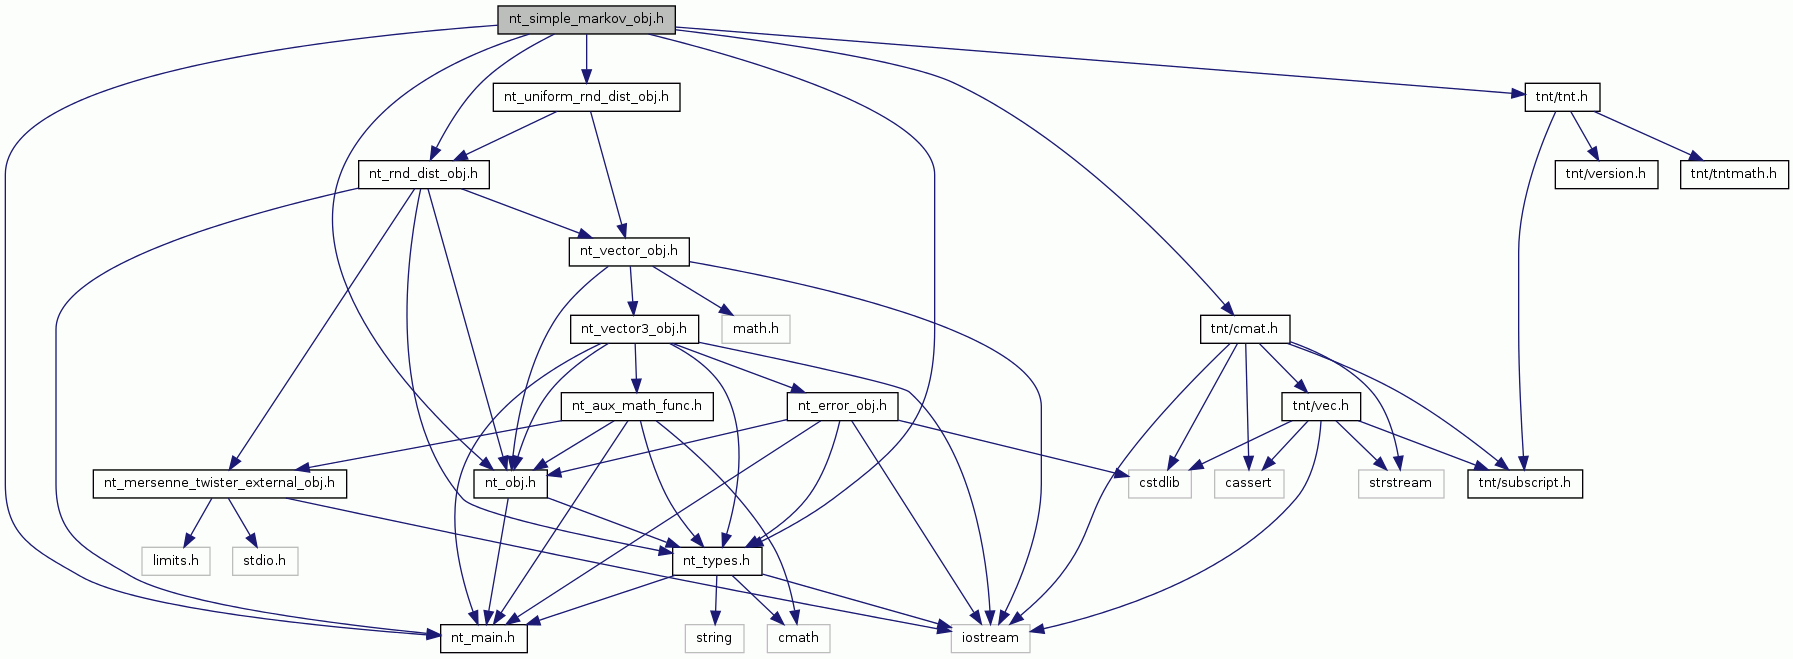 nt_simple_markov_obj.h
nt_uniform_rnd_dist_obj.h
tnt/tnt.h
nt_rnd_dist_obj.h
tnt/version.h
tnt/tntmath.h
nt_vector_obj.h
nt_vector3_obj.h
math.h
tnt/cmat.h
nt_aux_math_func.h
nt_error_obj.h
tnt/vec.h
nt_mersenne_twister_external_obj.h
nt_obj.h
cstdlib
cassert
strstream
tnt/subscript.h
limits.h
stdio.h
nt_types.h
nt_main.h
string
cmath
iostream